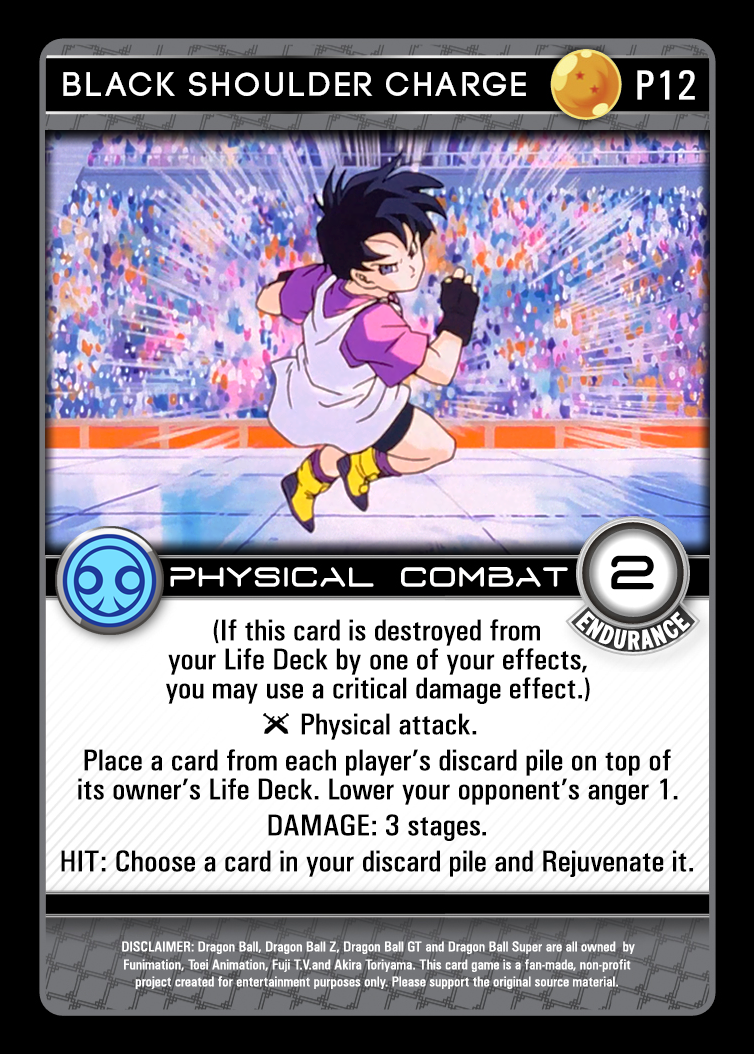 BLACK SHOULDER CHARGE P12
PHYSICAL COMBAT 2
ENDURANCE
(If this card is destroyed from
your Life Deck by one of your effects,
you may use a critical damage effect.)
Physical attack.
Place a card from each player's discard pile on top of
its owner's Life Deck. Lower your opponent's anger 1.
DAMAGE: 3 stages.
HIT: Choose a card in your discard pile and Rejuvenate it.
DISCLAIMER: Dragon Ball, Dragon Ball Z, Dragon Ball GT and Dragon Ball Super are all owned by
Funimation, Toei Animation, Fuji T.V.and Akira Toriyama. This card game is a fan-made, non-profit
project created for entertainment purposes only. Please support the original source material.